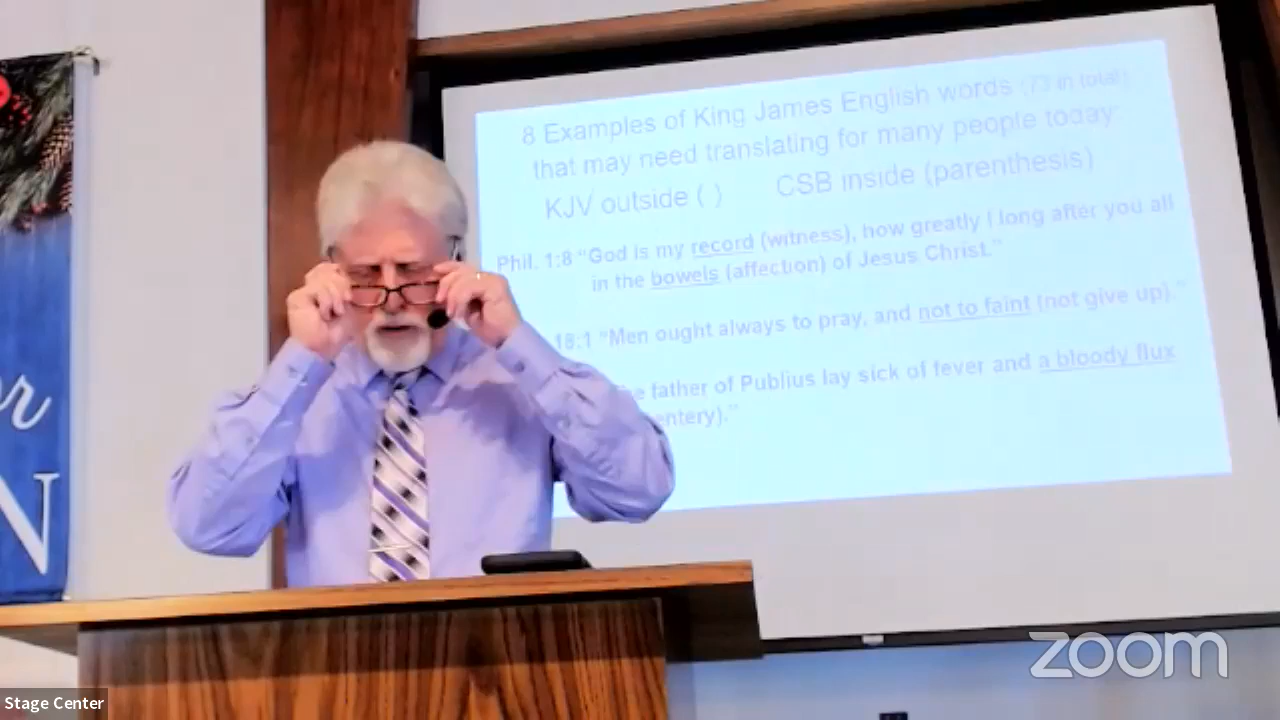 8 Examples of King James English words (73 in total)
that may need translating for many people today:
KJV outside ( ) CSB inside (parenthesis)
Phil. 1:8 “God is my record (witness), how greatly I long after you all
in the bowels (affection) of Jesus Christ.”
18:1 “Men ought always to pray, and not to faint (not give up).”
father of Publius lay sick of fever and a bloody flux
entery).”
or
N
zoom
Stage Center